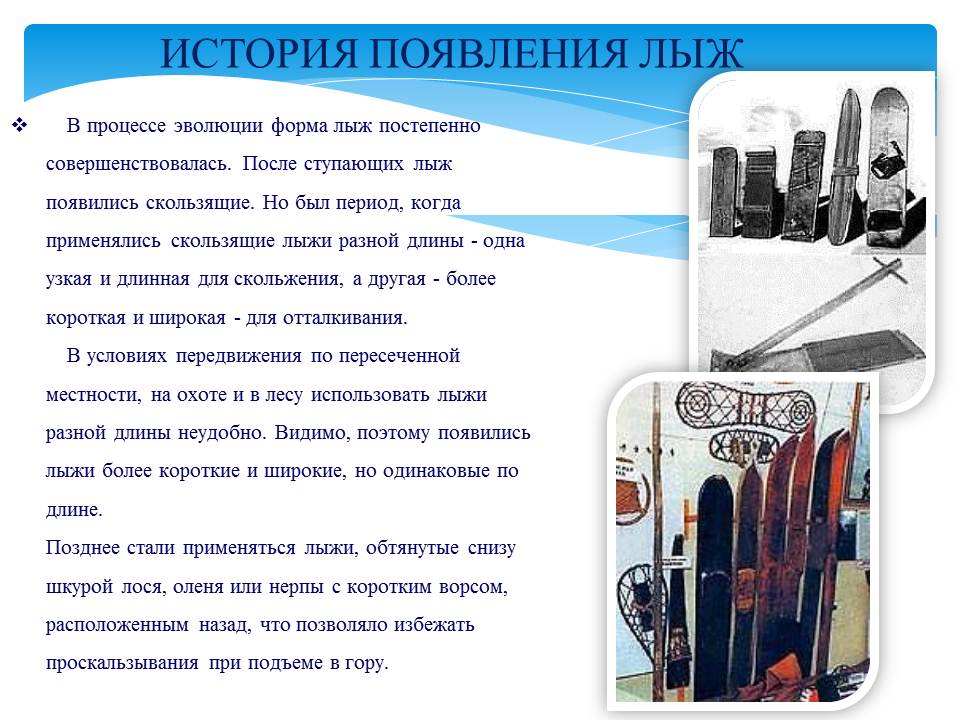 ИСТОРИЯ ПОЯВЛЕНИЯ ЛЫЖ
❖ В процессе эволюции форма лыж постепенно
совершенствовалась. После ступающих лыж
появились скользящие. Но был период, когда
применялись скользящие лыжи разной длины - одна
узкая и длинная для скольжения, а другая - более
короткая и широкая - для отталкивания.
В условиях передвижения по пересеченной
местности, на охоте и в лесу использовать лыжи
разной длины неудобно. Видимо, поэтому появились
лыжи более короткие и широкие, но одинаковые по
длине.
Позднее стали применяться лыжи, обтянутые снизу
шкурой лося, оленя или нерпы с коротким ворсом,
расположенным назад, что позволяло избежать
проскальзывания при подъеме в гору.